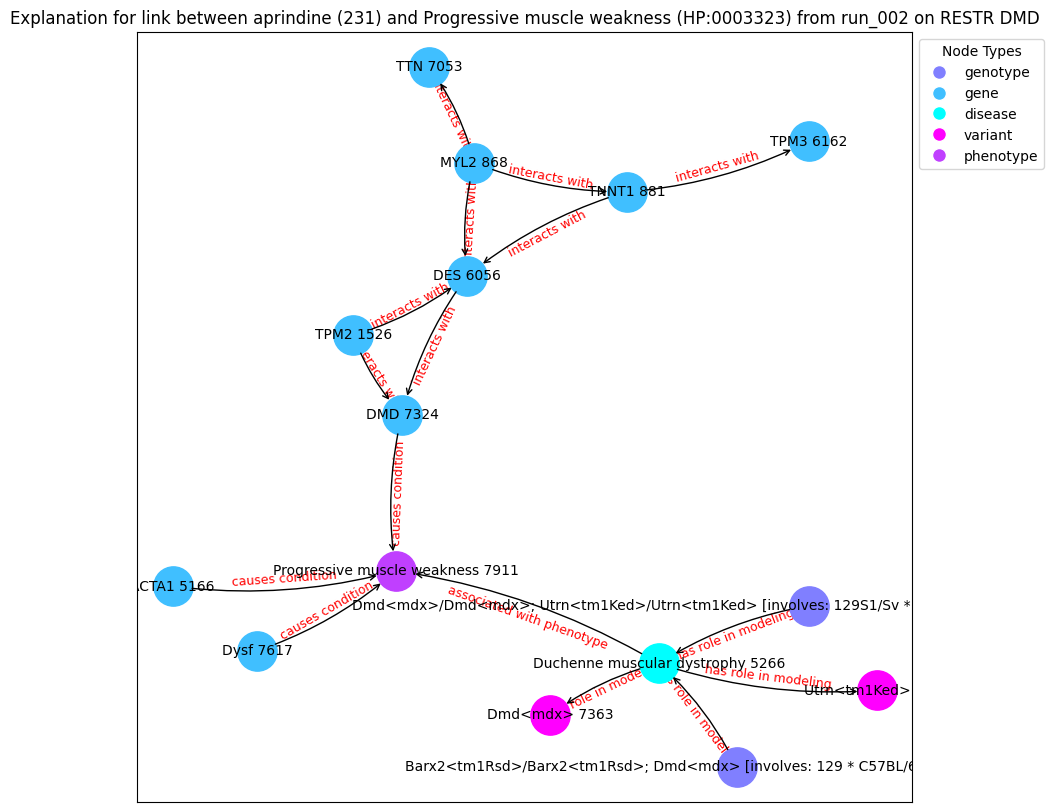 Explanation for link between aprindine (231) and Progressive muscle weakness (HP:0003323) from run_002 on RESTR DMD
Node Types
genotype
gene
disease
variant
phenotype
TTN 7053
interacts with
MYL2 868
TPM3 6162
interacts with
interacts with
TNNT1 881
interacts with
interacts with
DES 6056
interacts with
TPM2 1526
interacts with
interacts with
DMD 7324
causes condition
Progressive muscle weakness 7911
CTA1 5166
causes condition
causes condition
Dysf 7617
associated with phenotype
Dmd<mdx>/Dmd<mdx>; Utrn<tm1Ked>/Utrn<tm1Ked> [involves: 129S1/Sv *
has role in modeling
Duchenne muscular dystrophy 5266
has role in modeling
Utrn<tm1Ked>
role in model
Dmd<mdx> 7363
role in model
Barx2<tm1Rsd>/Barx2<tm1Rsd>; Dmd<mdx> [involves: 129 * C57BL/6